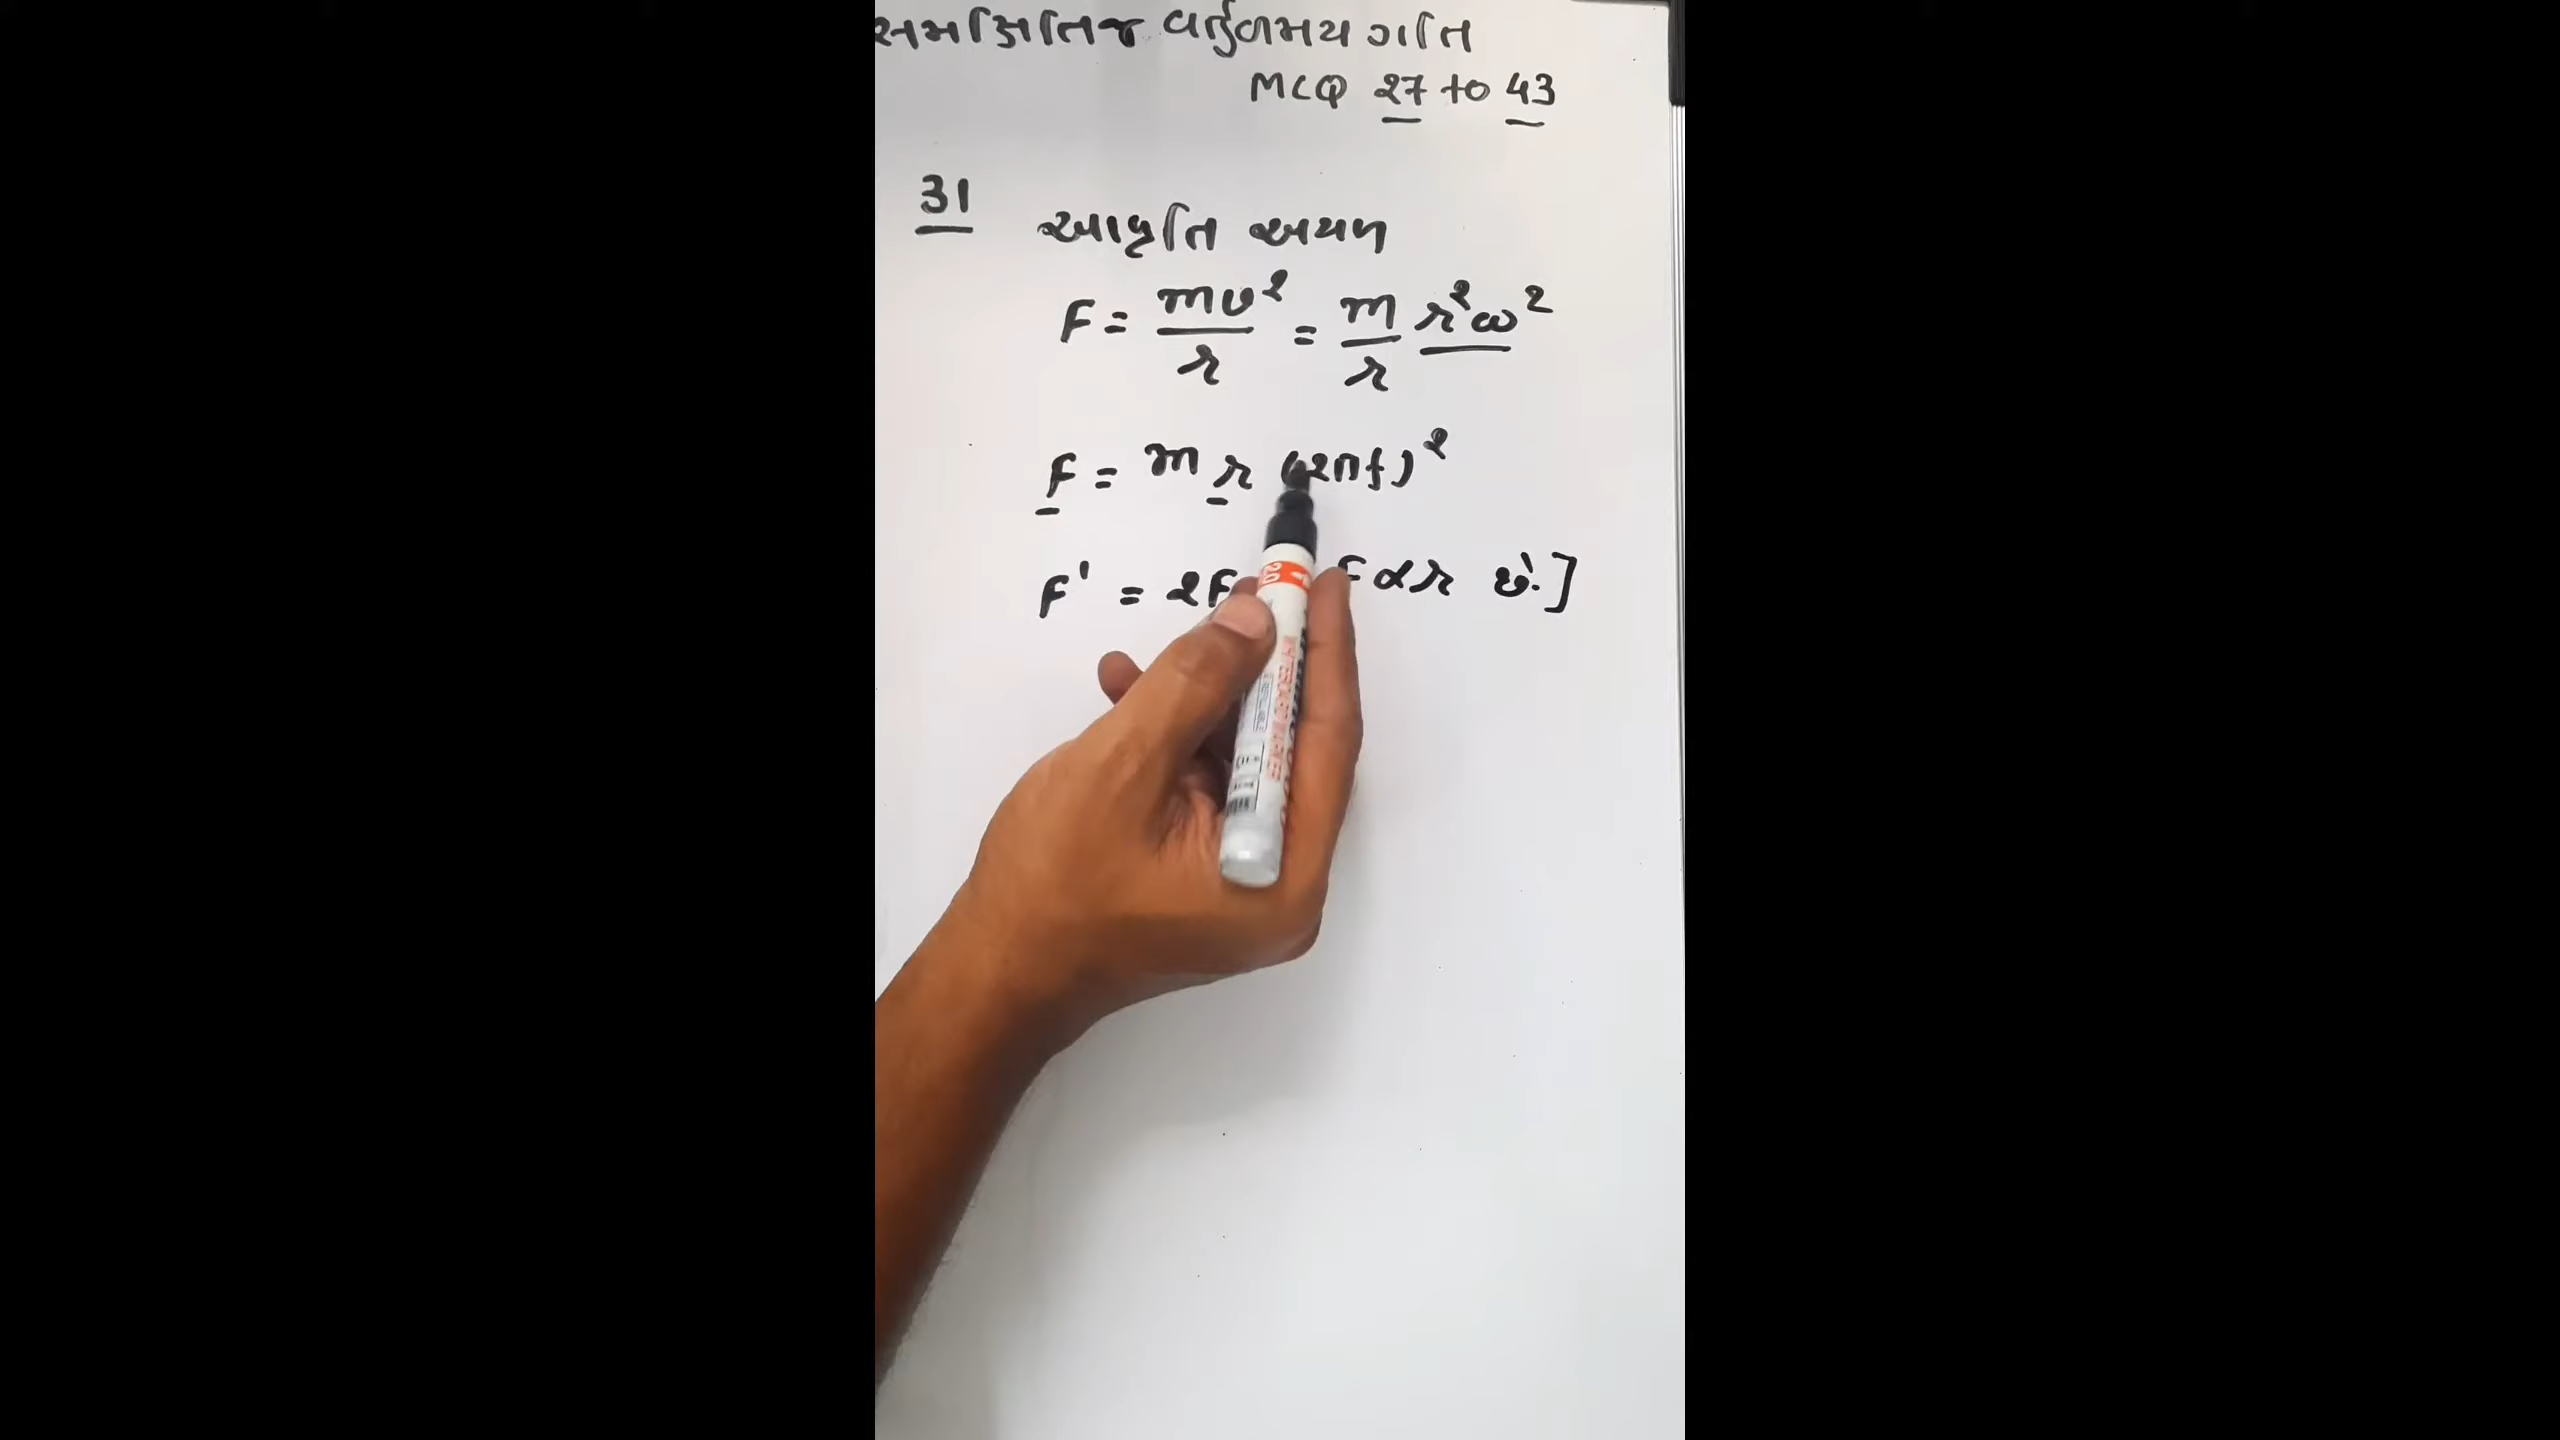 સમક્ષિતિજ વર્તુળમય ગતિ
MCQ 27 to 43
31
આવૃત્તિ અચળ
F = mv²/r = m/r r²ω²
F = m r (2πf)²
F' = 2F F α r છે.]